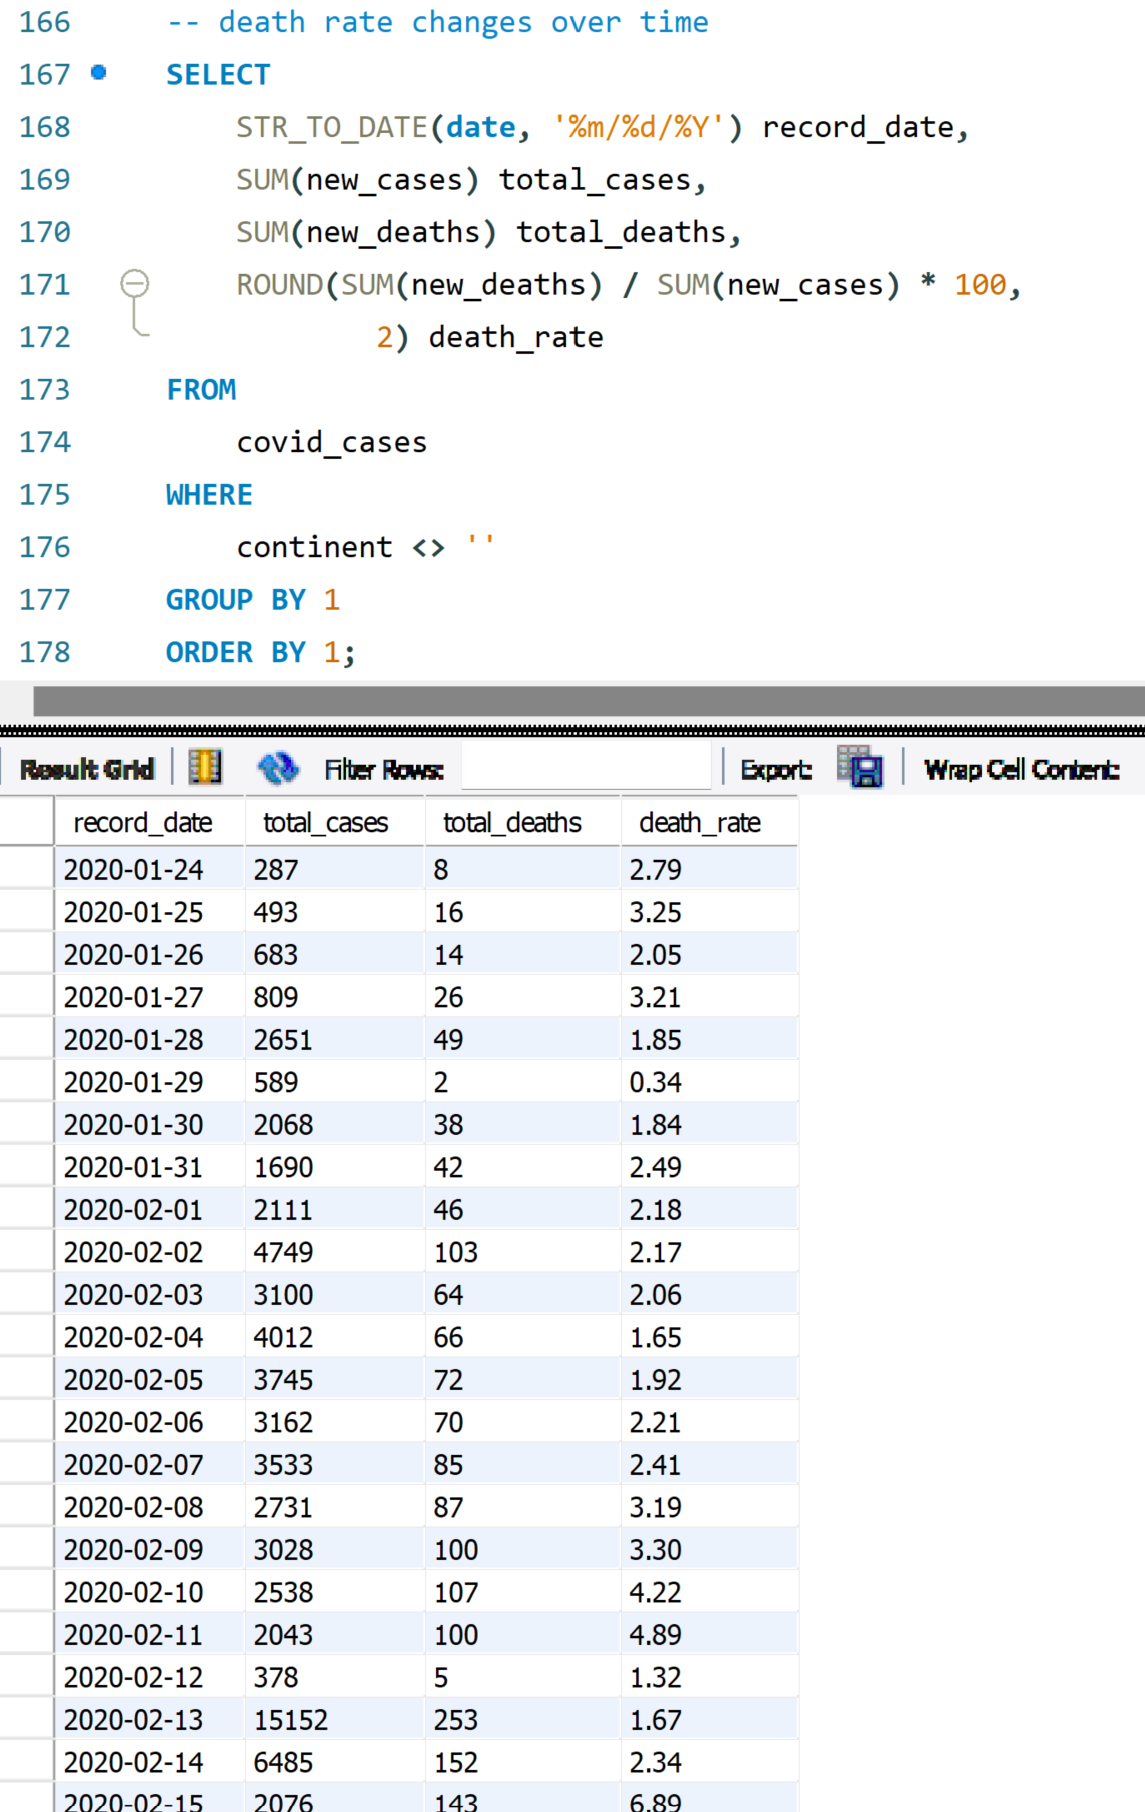 166 -- death rate changes over time
167 SELECT
168 STR_TO_DATE(date, '%m/%d/%Y') record_date,
169 SUM(new_cases) total_cases,
170 SUM(new_deaths) total_deaths,
171 ROUND(SUM(new_deaths) / SUM(new_cases) * 100,
172 2) death_rate
173 FROM
174 covid_cases
175 WHERE
176 continent <> ''
177 GROUP BY 1
178 ORDER BY 1;
Result Grid Filter Rows: Export: Wrap Cell Content:
record_date total_cases total_deaths death_rate
2020-01-24 287 8 2.79
2020-01-25 493 16 3.25
2020-01-26 683 14 2.05
2020-01-27 809 26 3.21
2020-01-28 2651 49 1.85
2020-01-29 589 2 0.34
2020-01-30 2068 38 1.84
2020-01-31 1690 42 2.49
2020-02-01 2111 46 2.18
2020-02-02 4749 103 2.17
2020-02-03 3100 64 2.06
2020-02-04 4012 66 1.65
2020-02-05 3745 72 1.92
2020-02-06 3162 70 2.21
2020-02-07 3533 85 2.41
2020-02-08 2731 87 3.19
2020-02-09 3028 100 3.30
2020-02-10 2538 107 4.22
2020-02-11 2043 100 4.89
2020-02-12 378 5 1.32
2020-02-13 15152 253 1.67
2020-02-14 6485 152 2.34
2020-02-15 2076 143 6.89